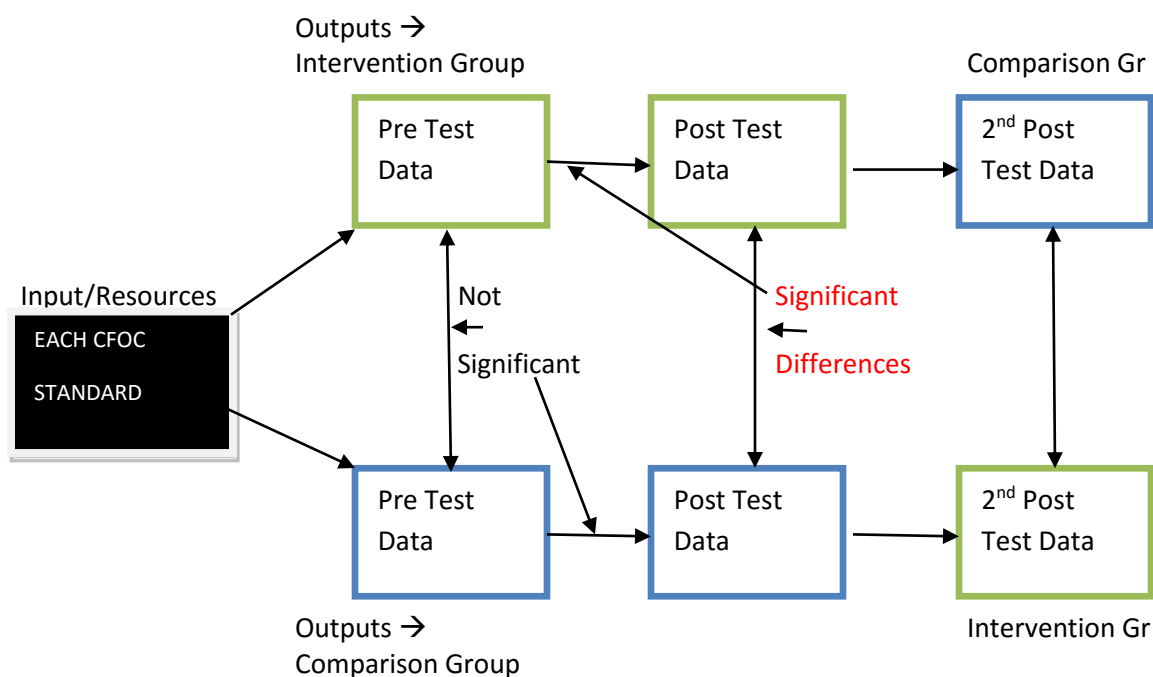 Outputs →
Intervention Group
Comparison Gr
Pre Test
Data
Post Test
Data
2nd Post
Test Data
Input/Resources
EACH CFOC
STANDARD
Not
Significant
Significant
Differences
Pre Test
Data
Post Test
Data
2nd Post
Test Data
Outputs →
Comparison Group
Intervention Gr